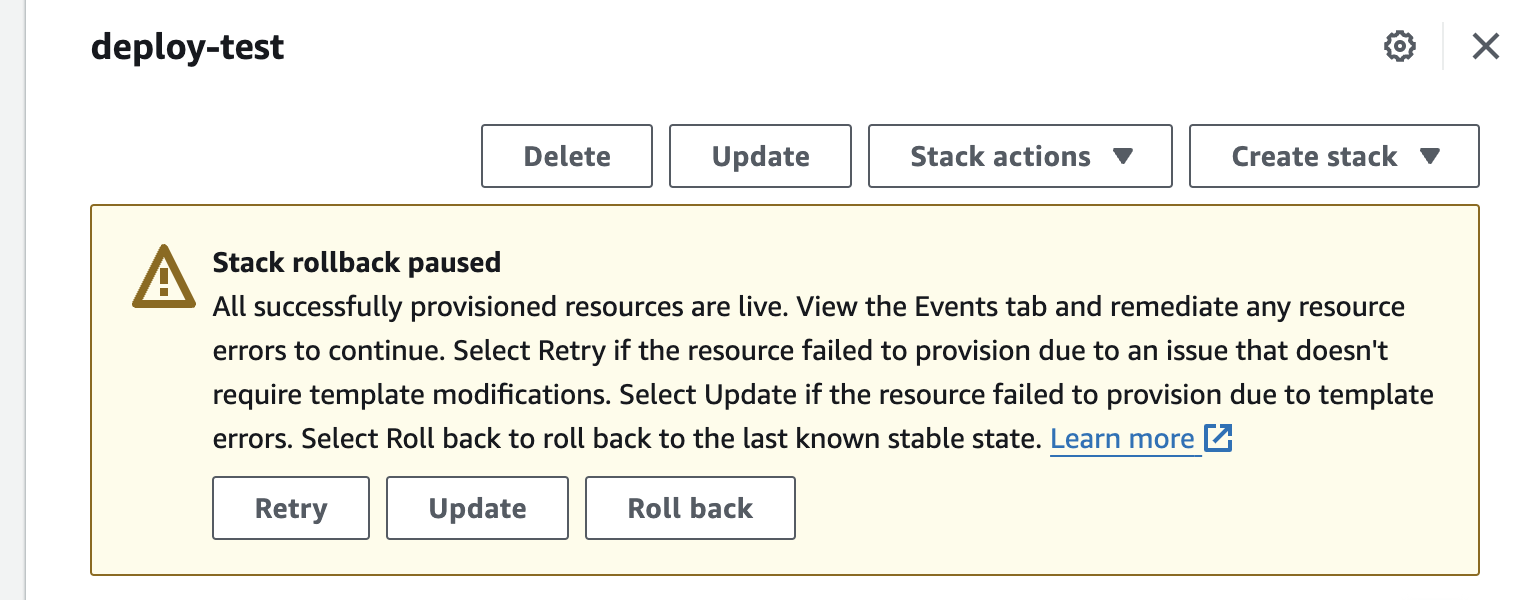 deploy-test
Delete
Update
Stack actions
Create stack
Stack rollback paused
All successfully provisioned resources are live. View the Events tab and remediate any resource
errors to continue. Select Retry if the resource failed to provision due to an issue that doesn't
require template modifications. Select Update if the resource failed to provision due to template
errors. Select Roll back to roll back to the last known stable state. Learn more
Retry
Update
Roll back